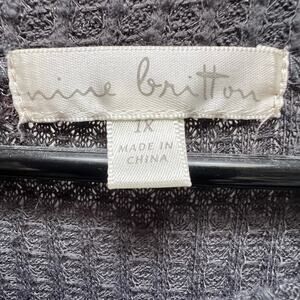 nine britton
1X
MADE IN
CHINA